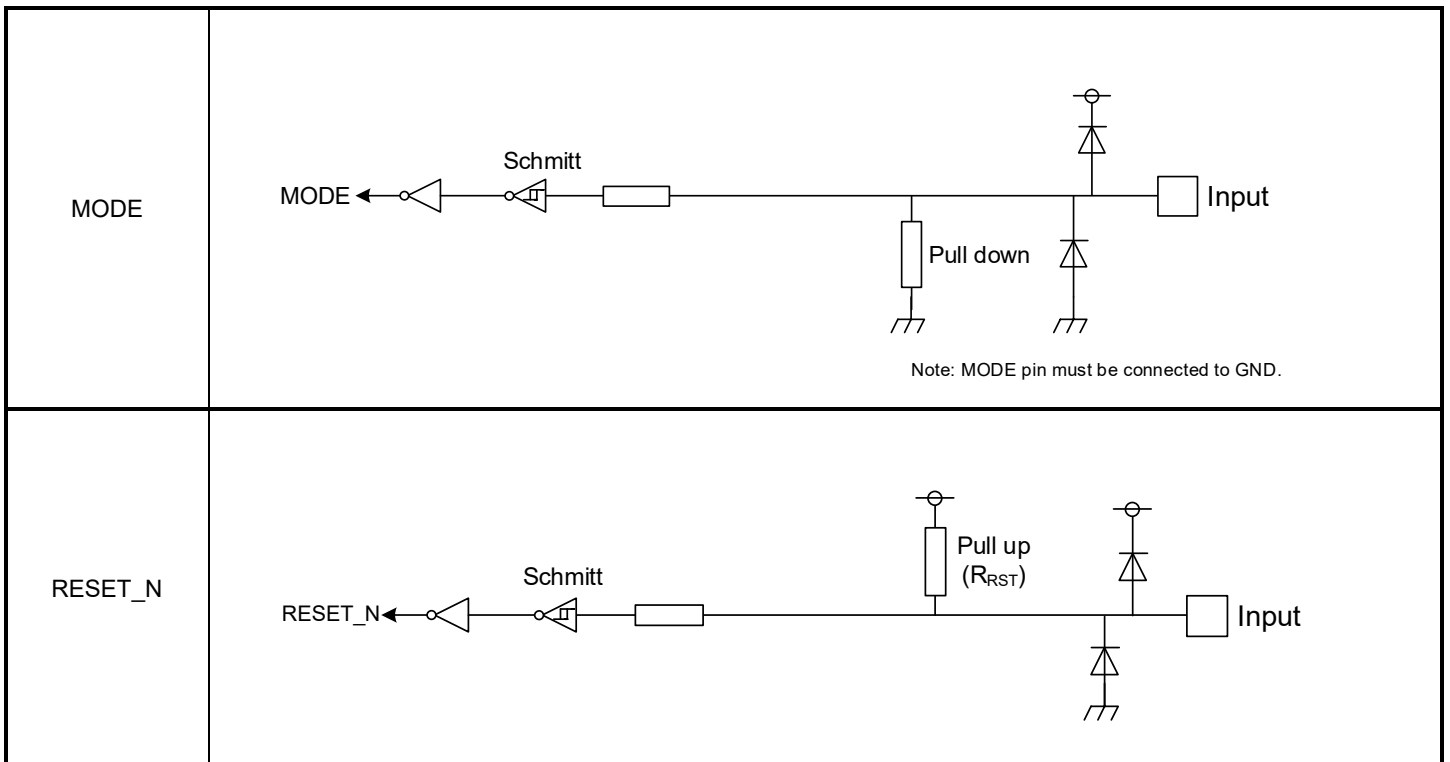 MODE
Schmitt
MODE
Input
Pull down
Note: MODE pin must be connected to GND.
RESET_N
Pull up
(RRST)
Schmitt
RESET_N
Input